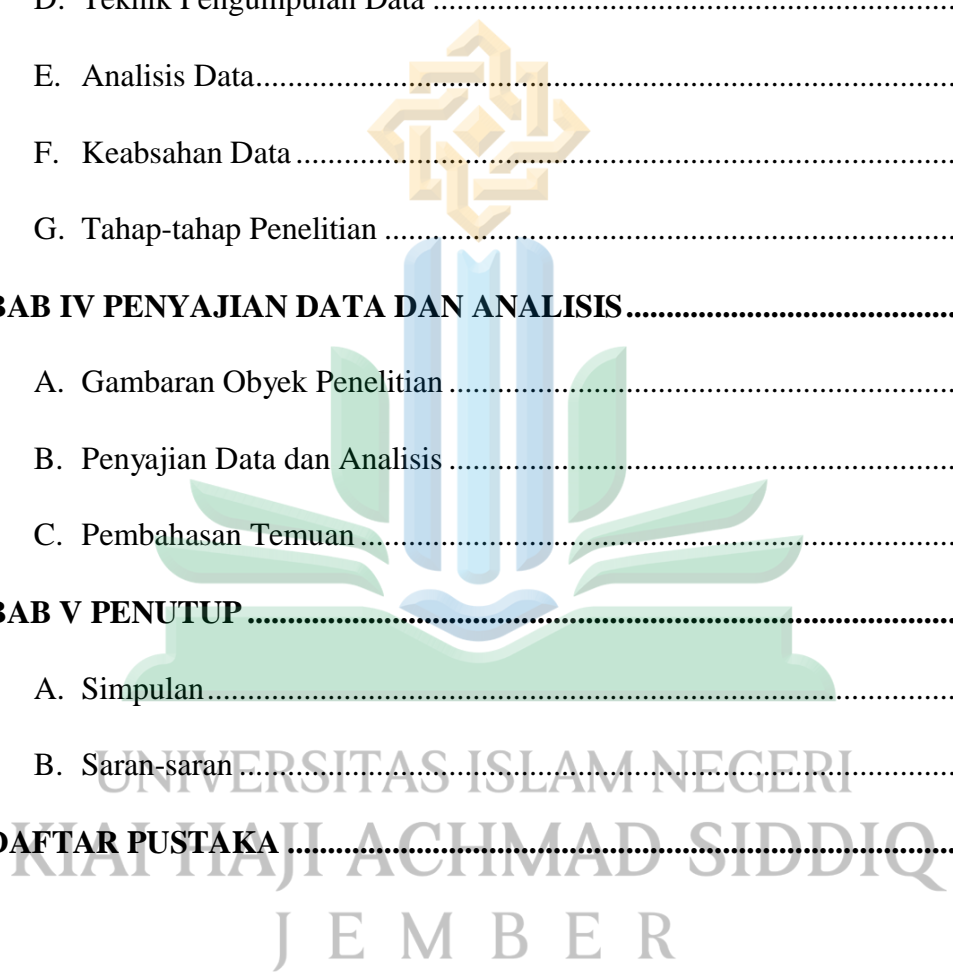 D. Teknik Pengumpulan Data ................................................................
E. Analisis Data................................................................................
F. Keabsahan Data ...........................................................................
G. Tahap-tahap Penelitian ................................................................
BAB IV PENYAJIAN DATA DAN ANALISIS.........................................
A. Gambaran Obyek Penelitian ........................................................
B. Penyajian Data dan Analisis ........................................................
C. Pembahasan Temuan...................................................................
BAB V PENUTUP ........................................................................................
A. Simpulan......................................................................................
B. Saran-saran ..................................................................................
DAFTAR PUSTAKA ...................................................................................
UNIVERSITAS ISLAM NEGERI
KIAI HAJI ACHMAD SIDDIQ
JEMBER